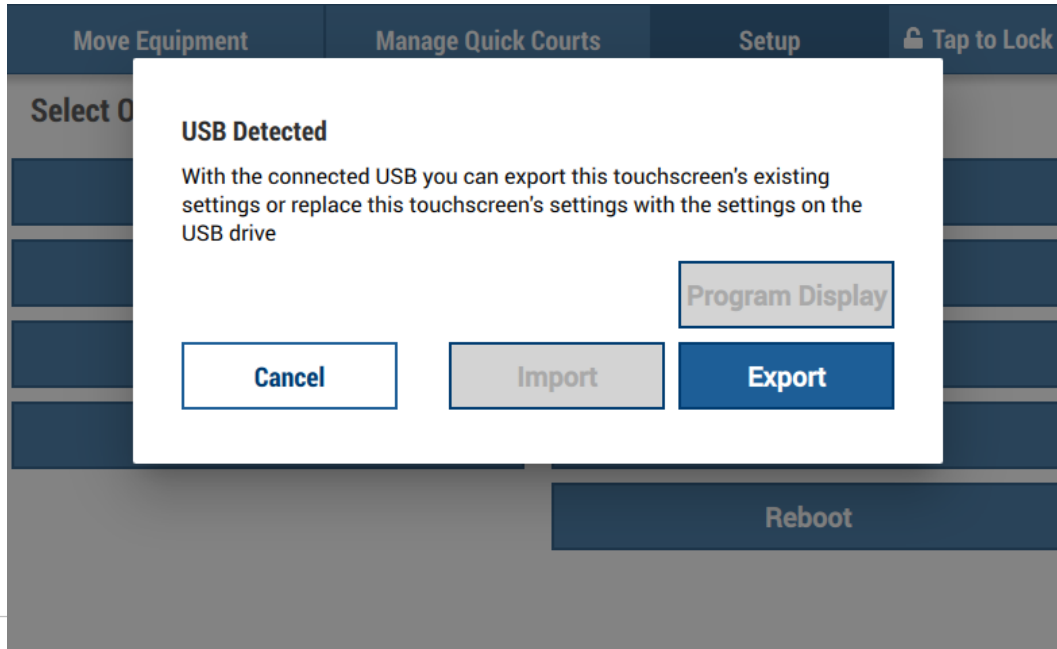 Move Equipment
Manage Quick Courts
Setup
Tap to Lock
Select O
USB Detected
With the connected USB you can export this touchscreen's existing
settings or replace this touchscreen's settings with the settings on the
USB drive
Program Display
Cancel
Import
Export
Reboot